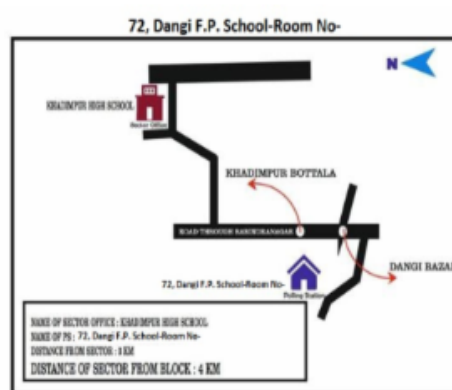 72, Dangi F.P. School-Room No-
N
KHADIMPUR HIGH SCHOOL
Sector Office
KHADIMPUR BOTTALA
ROAD THROUGH RABINDRANAGAR
DANGI BAZAR
72, Dangi F.P. School-Room No-
Polling Station
NAME OF SECTOR OFFICE : KHADIMPUR HIGH SCHOOL
NAME OF PS : 72, Dangi F.P. School-Room No-
DISTANCE FROM SECTOR : 3 KM
DISTANCE OF SECTOR FROM BLOCK : 4 KM